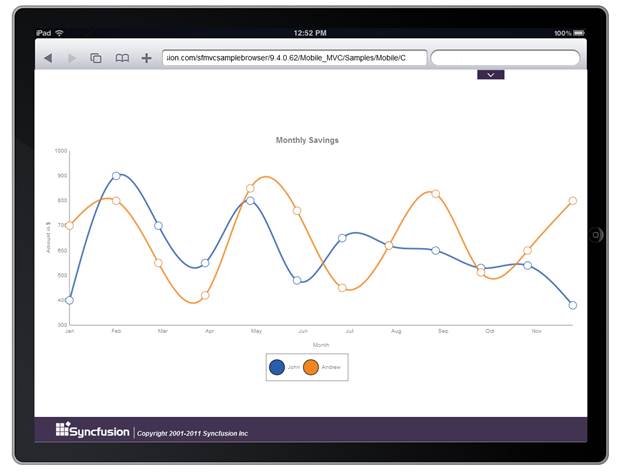 iPad 12:52 PM 100%
ion.com/sfmvcsamplebrowser/9.4.0.62/Mobile_MVC/Samples/Mobile/C
Monthly Savings
1000
900
800
700
600
500
400
300
Amount in $
Jan Feb Mar Apr May Jun Jul Aug Sep Oct Nov
Month
John Andrew
Syncfusion | Copyright 2001-2011 Syncfusion Inc